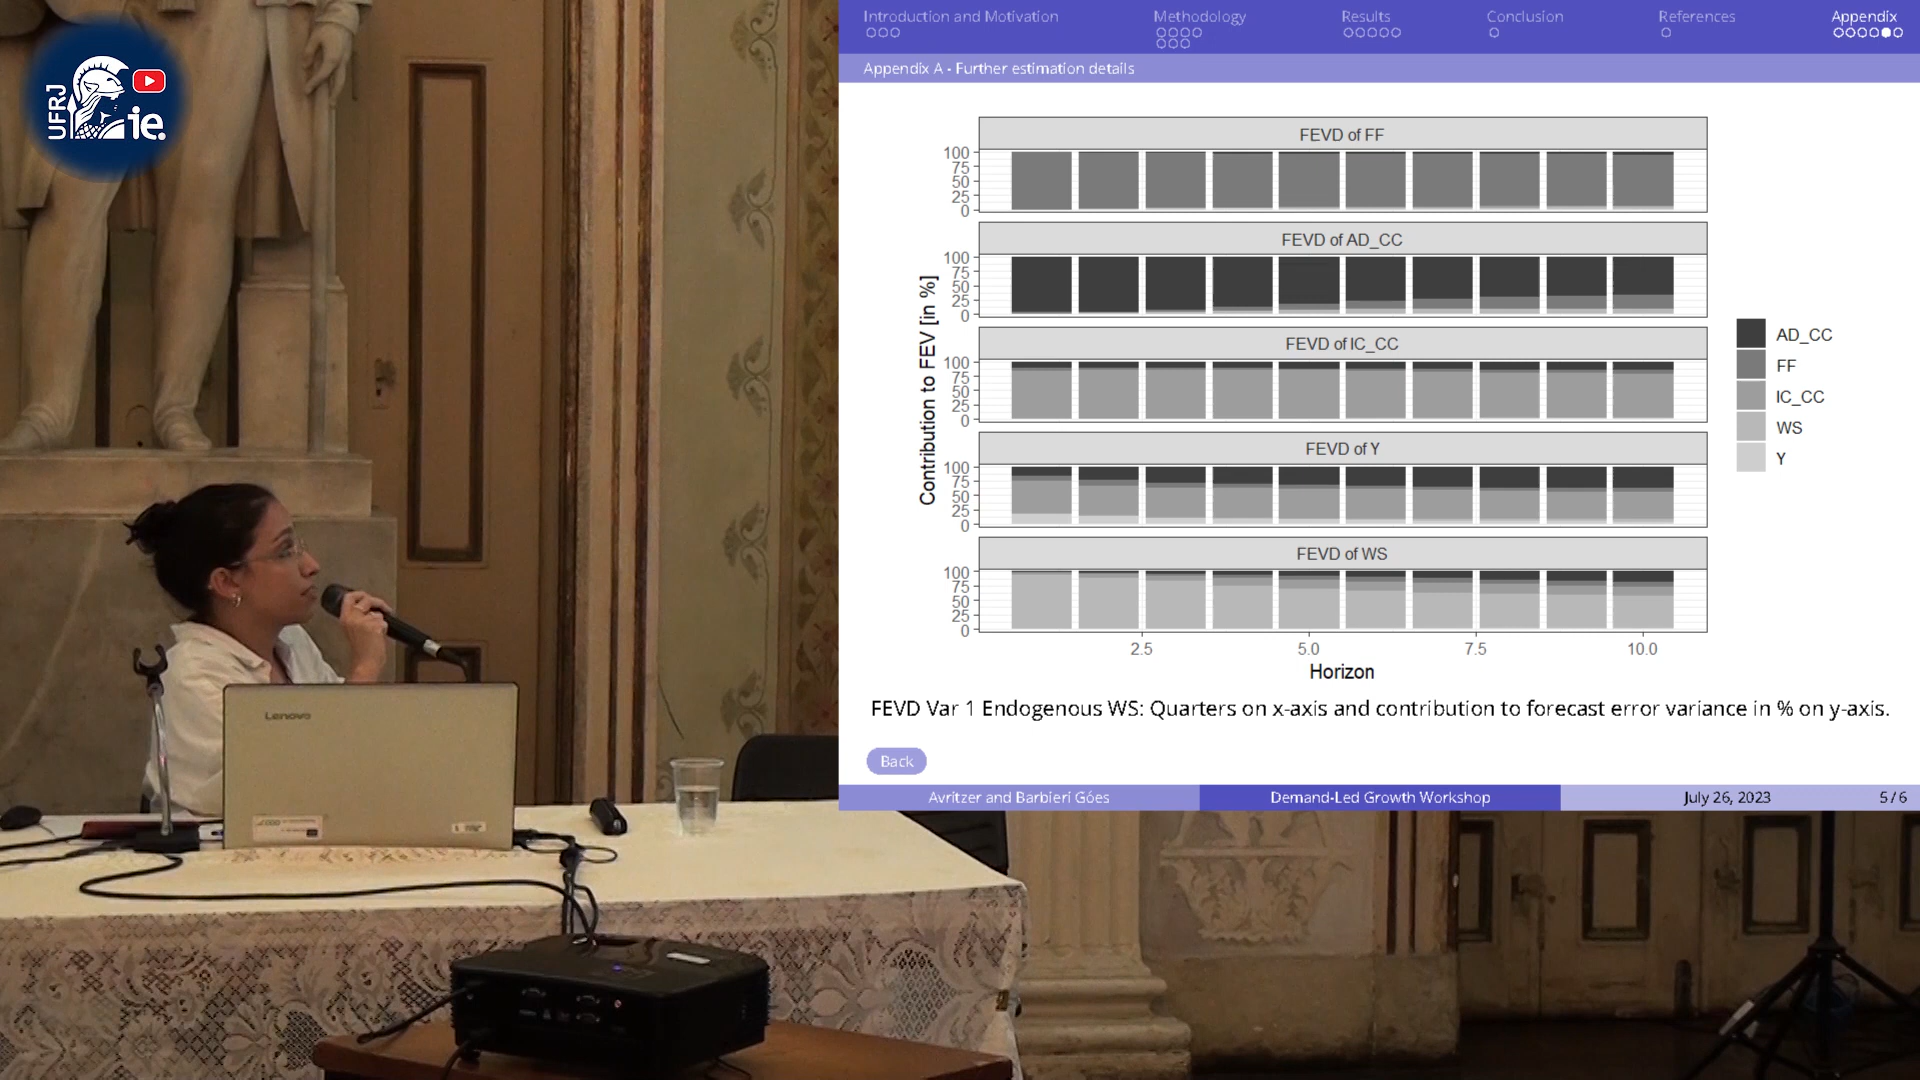 UFRJ
ie.
Introduction and Motivation
Methodology
Results
Conclusion
References
Appendix
Appendix A - Further estimation details
FEVD of FF
100
75
50
25
0
FEVD of AD_CC
100
75
50
25
0
FEVD of IC_CC
100
75
50
25
0
FEVD of Y
100
75
50
25
0
FEVD of WS
100
75
50
25
0
2.5
5.0
7.5
10.0
Horizon
Contribution to FEV [in %]
AD_CC
FF
IC_CC
WS
Y
FEVD Var 1 Endogenous WS: Quarters on x-axis and contribution to forecast error variance in % on y-axis.
Back
Avritzer and Barbieri Góes
Demand-Led Growth Workshop
July 26, 2023
5 / 6
Lenovo